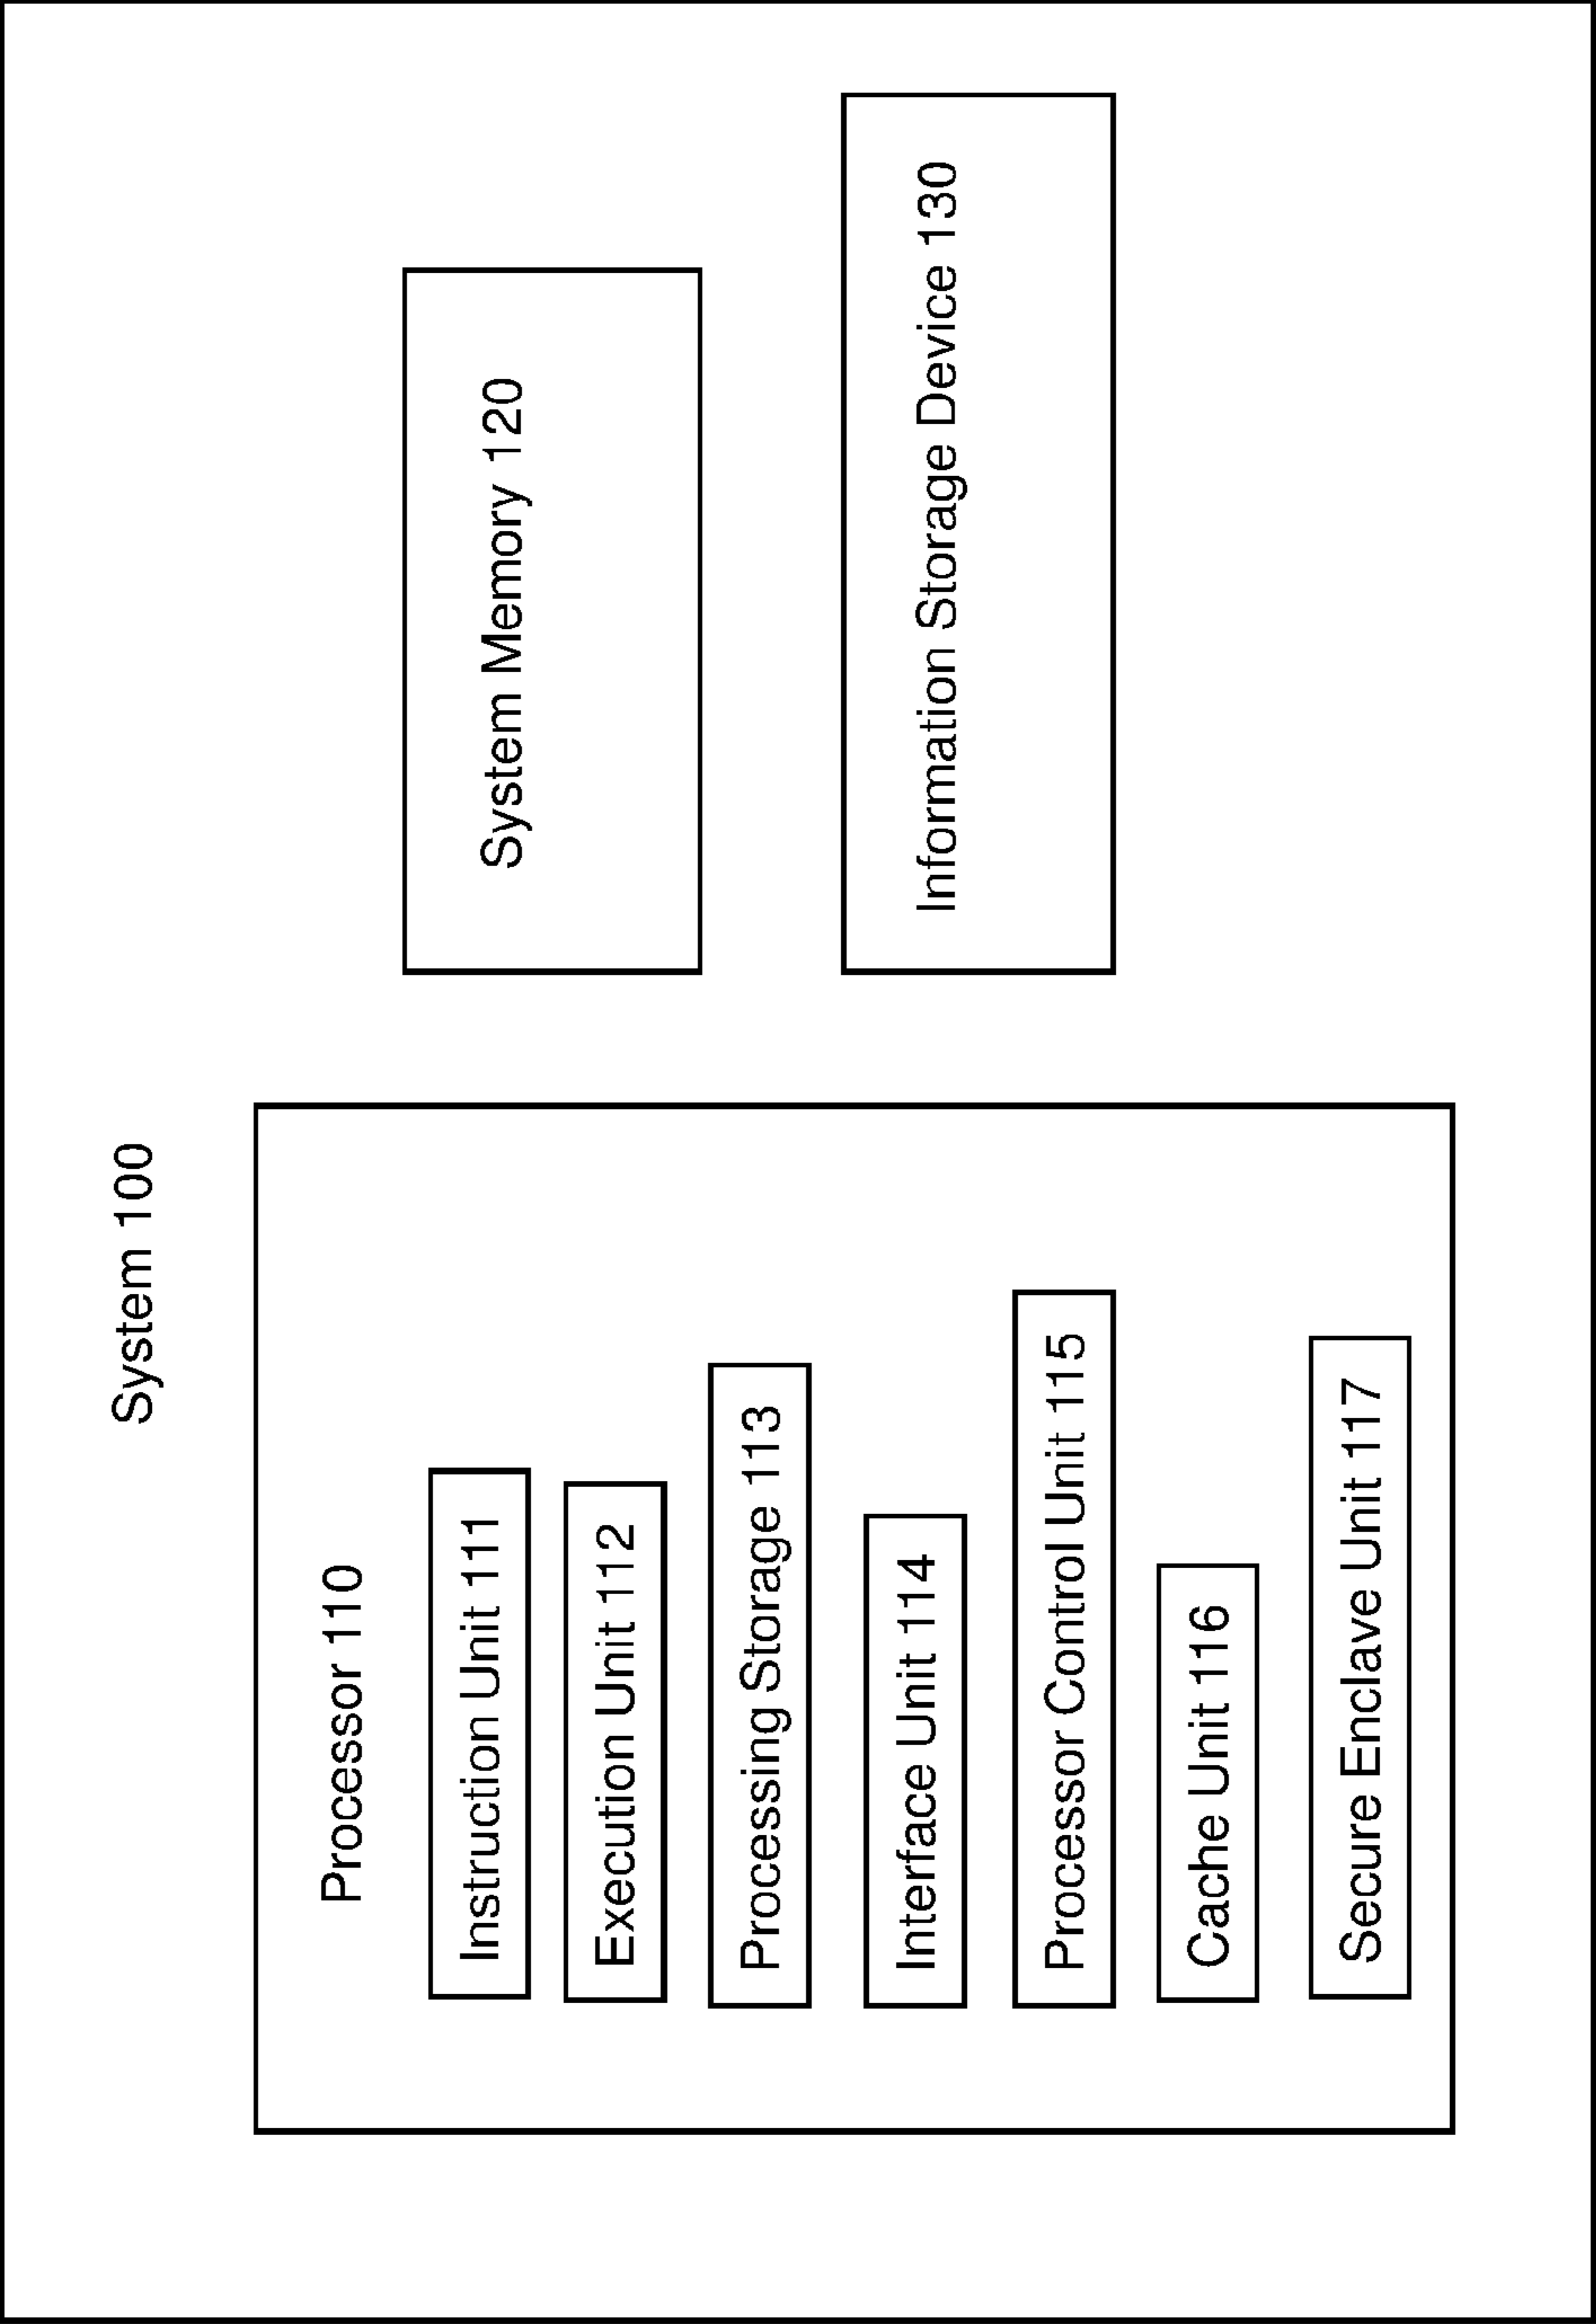 System 100
Processor 110
Instruction Unit 111
Execution Unit 112
Processing Storage 113
Interface Unit 114
Processor Control Unit 115
Cache Unit 116
Secure Enclave Unit 117
System Memory 120
Information Storage Device 130